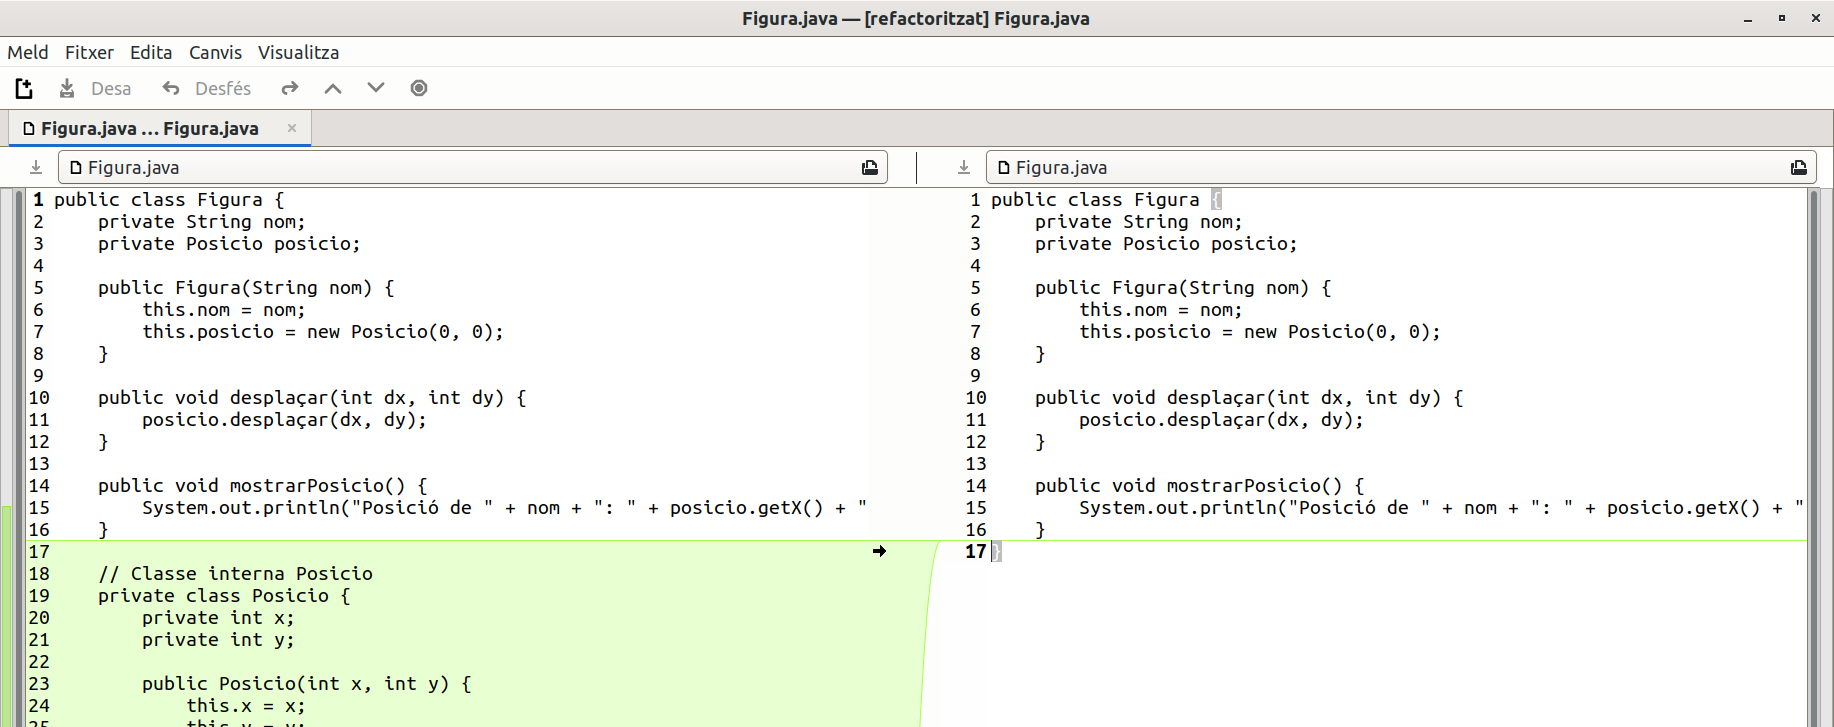 Figura.java — [refactoritzat] Figura.java
Meld Fitxer Edita Canvis Visualitza
Desa Desfés
Figura.java ... Figura.java
Figura.java
1 public class Figura {
2 private String nom;
3 private Posicio posicio;
4
5 public Figura(String nom) {
6 this.nom = nom;
7 this.posicio = new Posicio(0, 0);
8 }
9
10 public void desplaçar(int dx, int dy) {
11 posicio.desplaçar(dx, dy);
12 }
13
14 public void mostrarPosicio() {
15 System.out.println("Posició de " + nom + ": " + posicio.getX() + "
16 }
17
18 // Classe interna Posicio
19 private class Posicio {
20 private int x;
21 private int y;
22
23 public Posicio(int x, int y) {
24 this.x = x;
25 this.y = y;
Figura.java
1 public class Figura {
2 private String nom;
3 private Posicio posicio;
4
5 public Figura(String nom) {
6 this.nom = nom;
7 this.posicio = new Posicio(0, 0);
8 }
9
10 public void desplaçar(int dx, int dy) {
11 posicio.desplaçar(dx, dy);
12 }
13
14 public void mostrarPosicio() {
15 System.out.println("Posició de " + nom + ": " + posicio.getX() + "
16 }
17 }